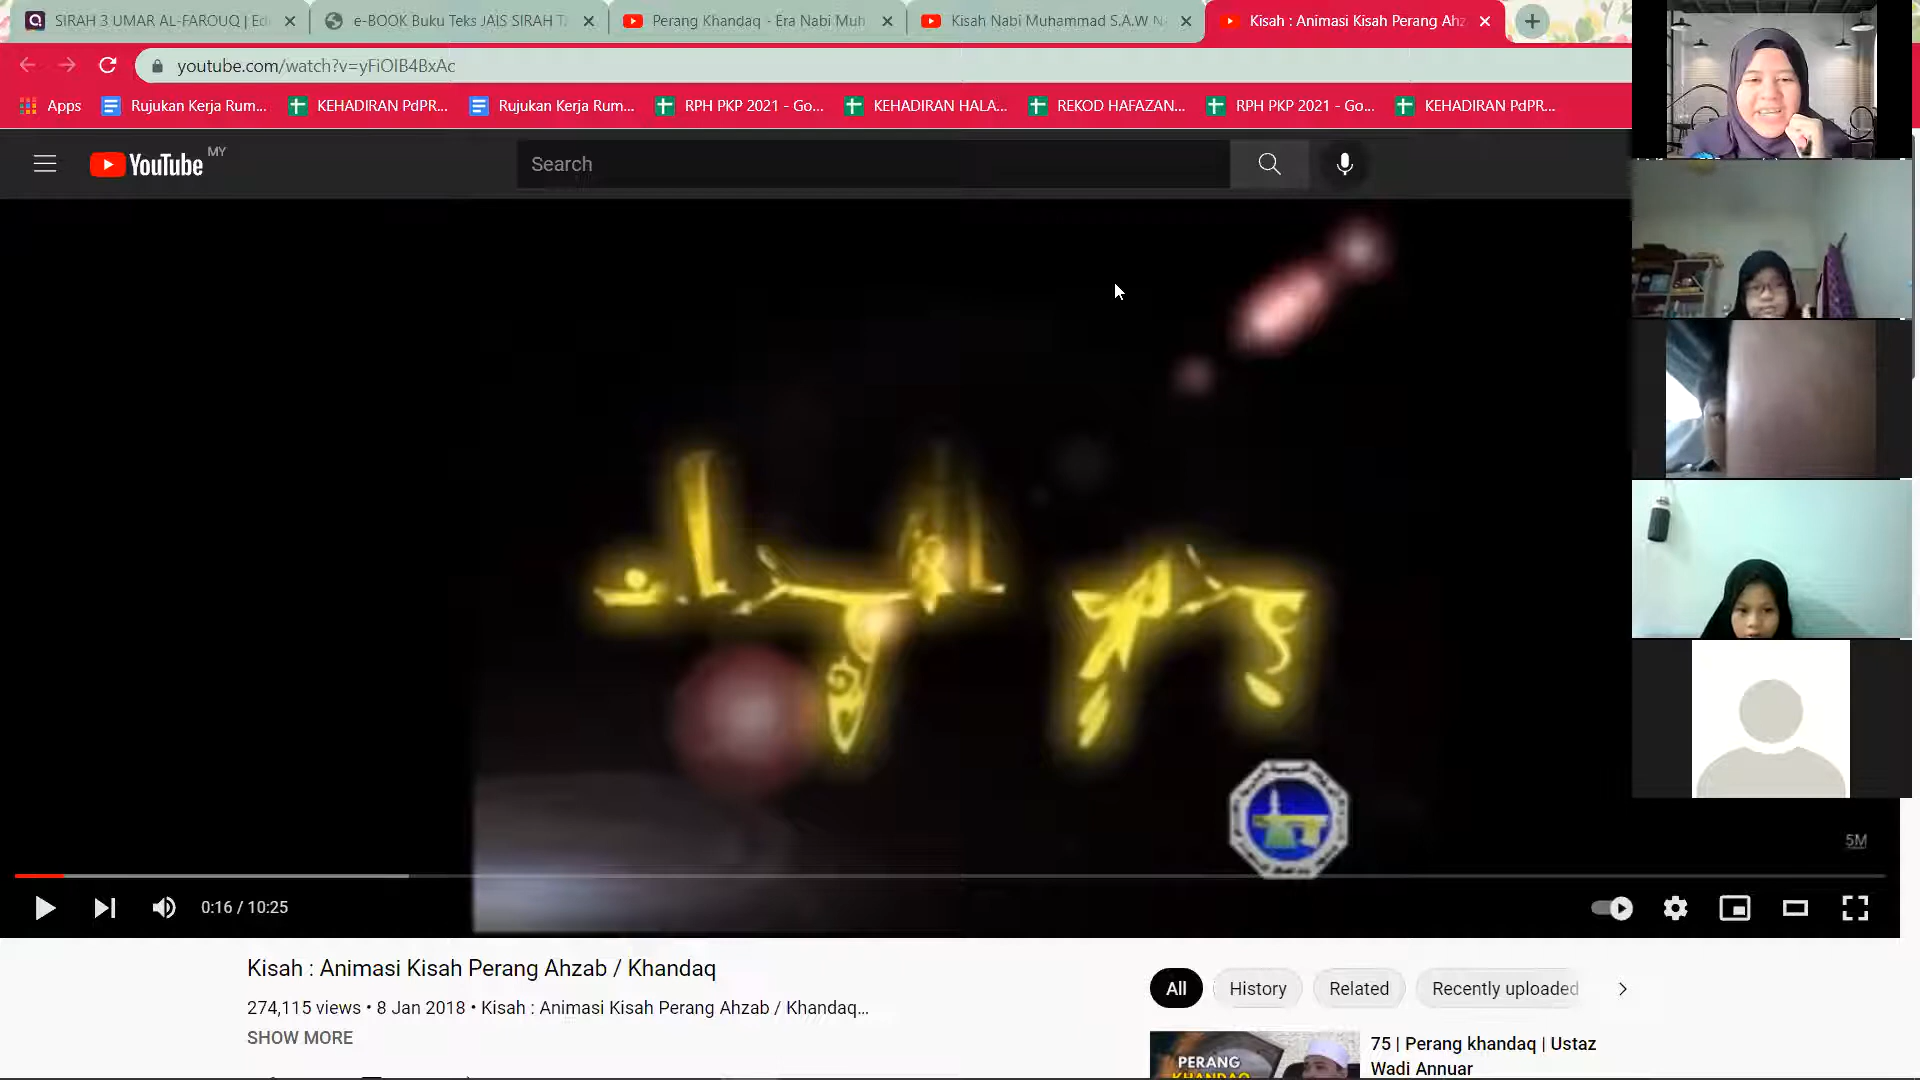 SIRAH 3 UMAR AL-FAROUQ | Ed
e-BOOK Buku Teks JAIS SIRAH T
Perang Khandaq - Era Nabi Muh
Kisah Nabi Muhammad S.A.W N
Kisah : Animasi Kisah Perang Ahz
youtube.com/watch?v=yFiOIB4BxAc
Apps
Rujukan Kerja Rum...
KEHADIRAN PdPR...
Rujukan Kerja Rum...
RPH PKP 2021 - Go...
KEHADIRAN HALA...
REKOD HAFAZAN...
RPH PKP 2021 - Go...
KEHADIRAN PdPR...
YouTube MY
Search
5M
0:16 / 10:25
Kisah : Animasi Kisah Perang Ahzab / Khandaq
274,115 views • 8 Jan 2018 • Kisah : Animasi Kisah Perang Ahzab / Khandaq...
SHOW MORE
All
History
Related
Recently uploaded
PERANG
KHANDAQ
75 | Perang khandaq | Ustaz
Wadi Annuar